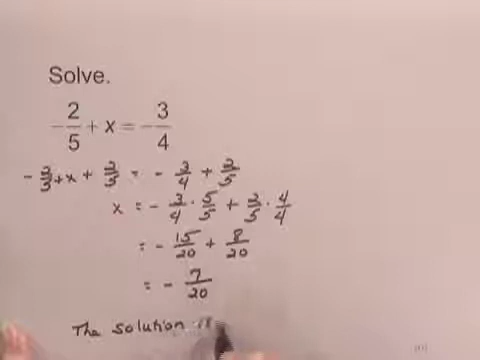 Solve.
-2/5 + x = -3/4
-2/5 + x + 2/5 = -3/4 + 2/5
x = -3/4 · 5/5 + 2/5 · 4/4
= -15/20 + 8/20
= -7/20
The solution is